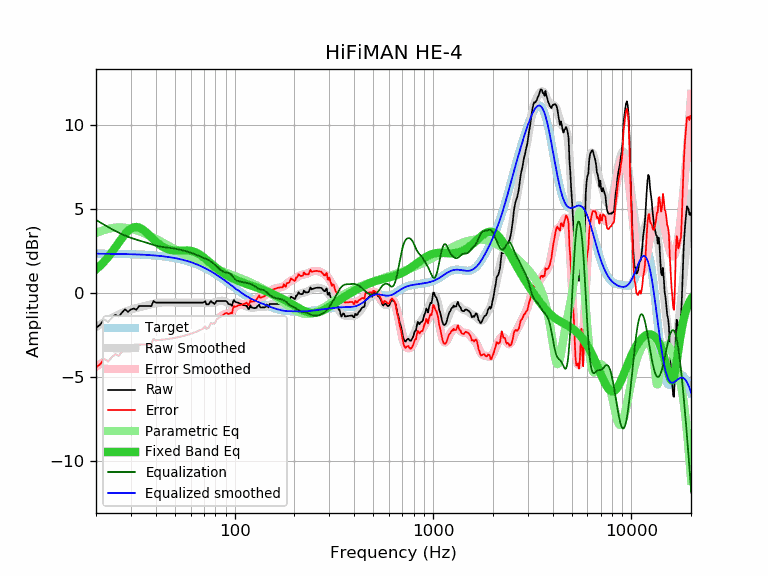 HiFiMAN HE-4
Amplitude (dBr)
10
5
0
−5
−10
Target
Raw Smoothed
Error Smoothed
Raw
Error
Parametric Eq
Fixed Band Eq
Equalization
Equalized smoothed
100
1000
10000
Frequency (Hz)